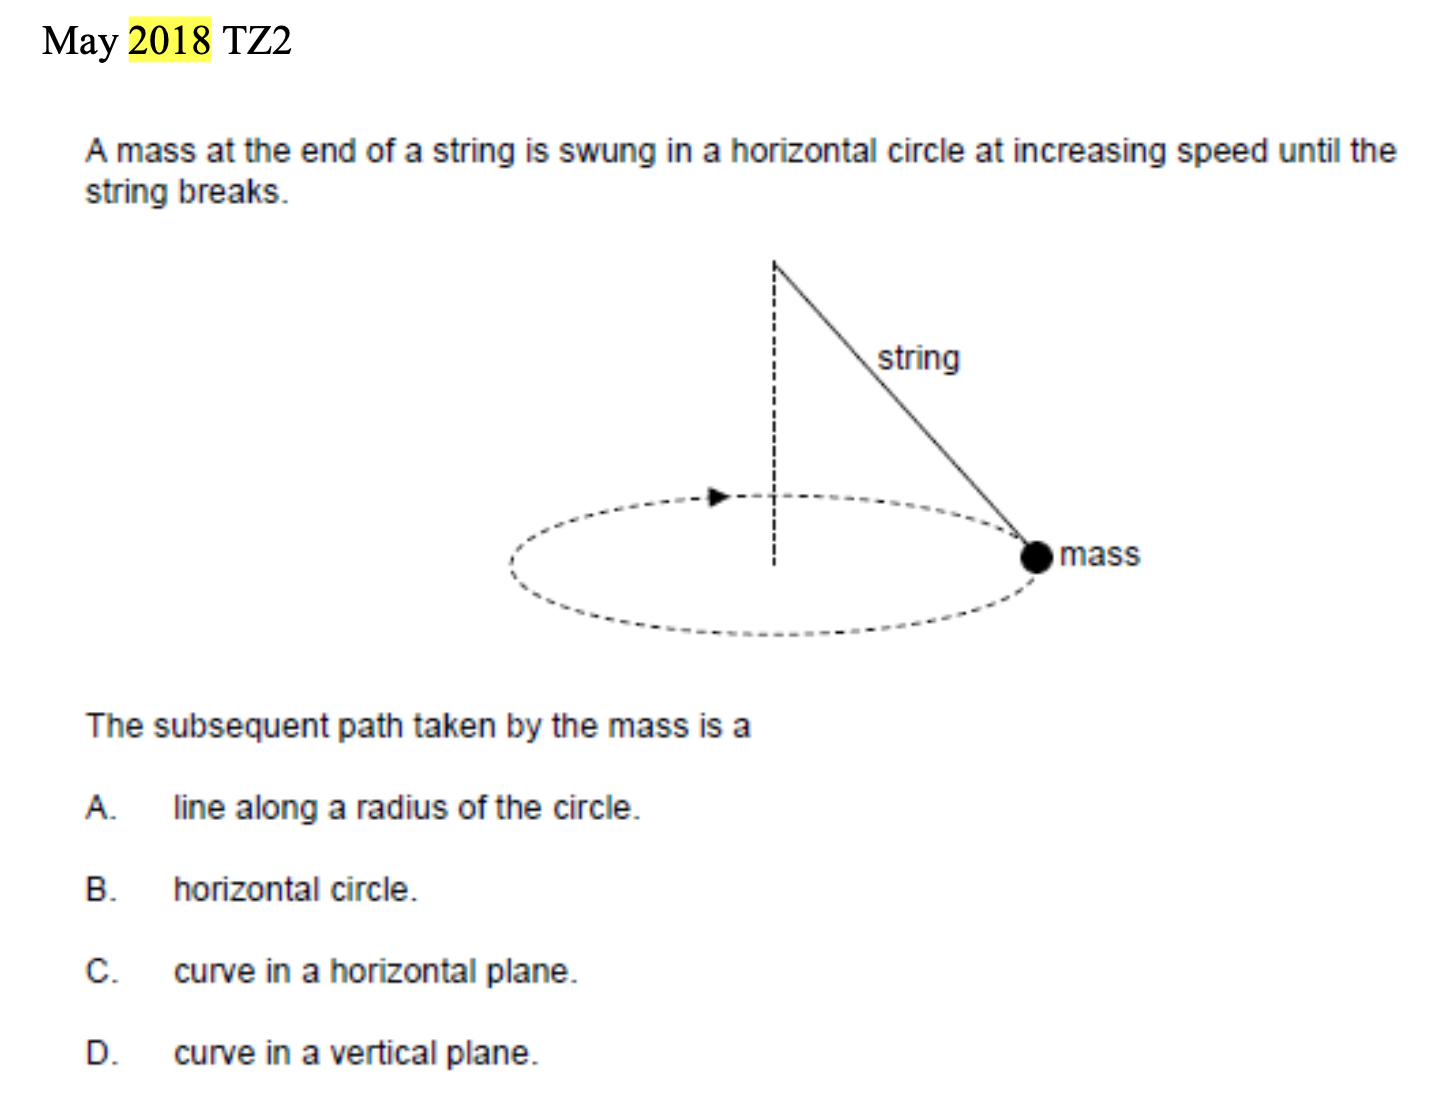 May 2018 TZ2
A mass at the end of a string is swung in a horizontal circle at increasing speed until the
string breaks.
string
mass
The subsequent path taken by the mass is a
A. line along a radius of the circle.
B. horizontal circle.
C. curve in a horizontal plane.
D. curve in a vertical plane.